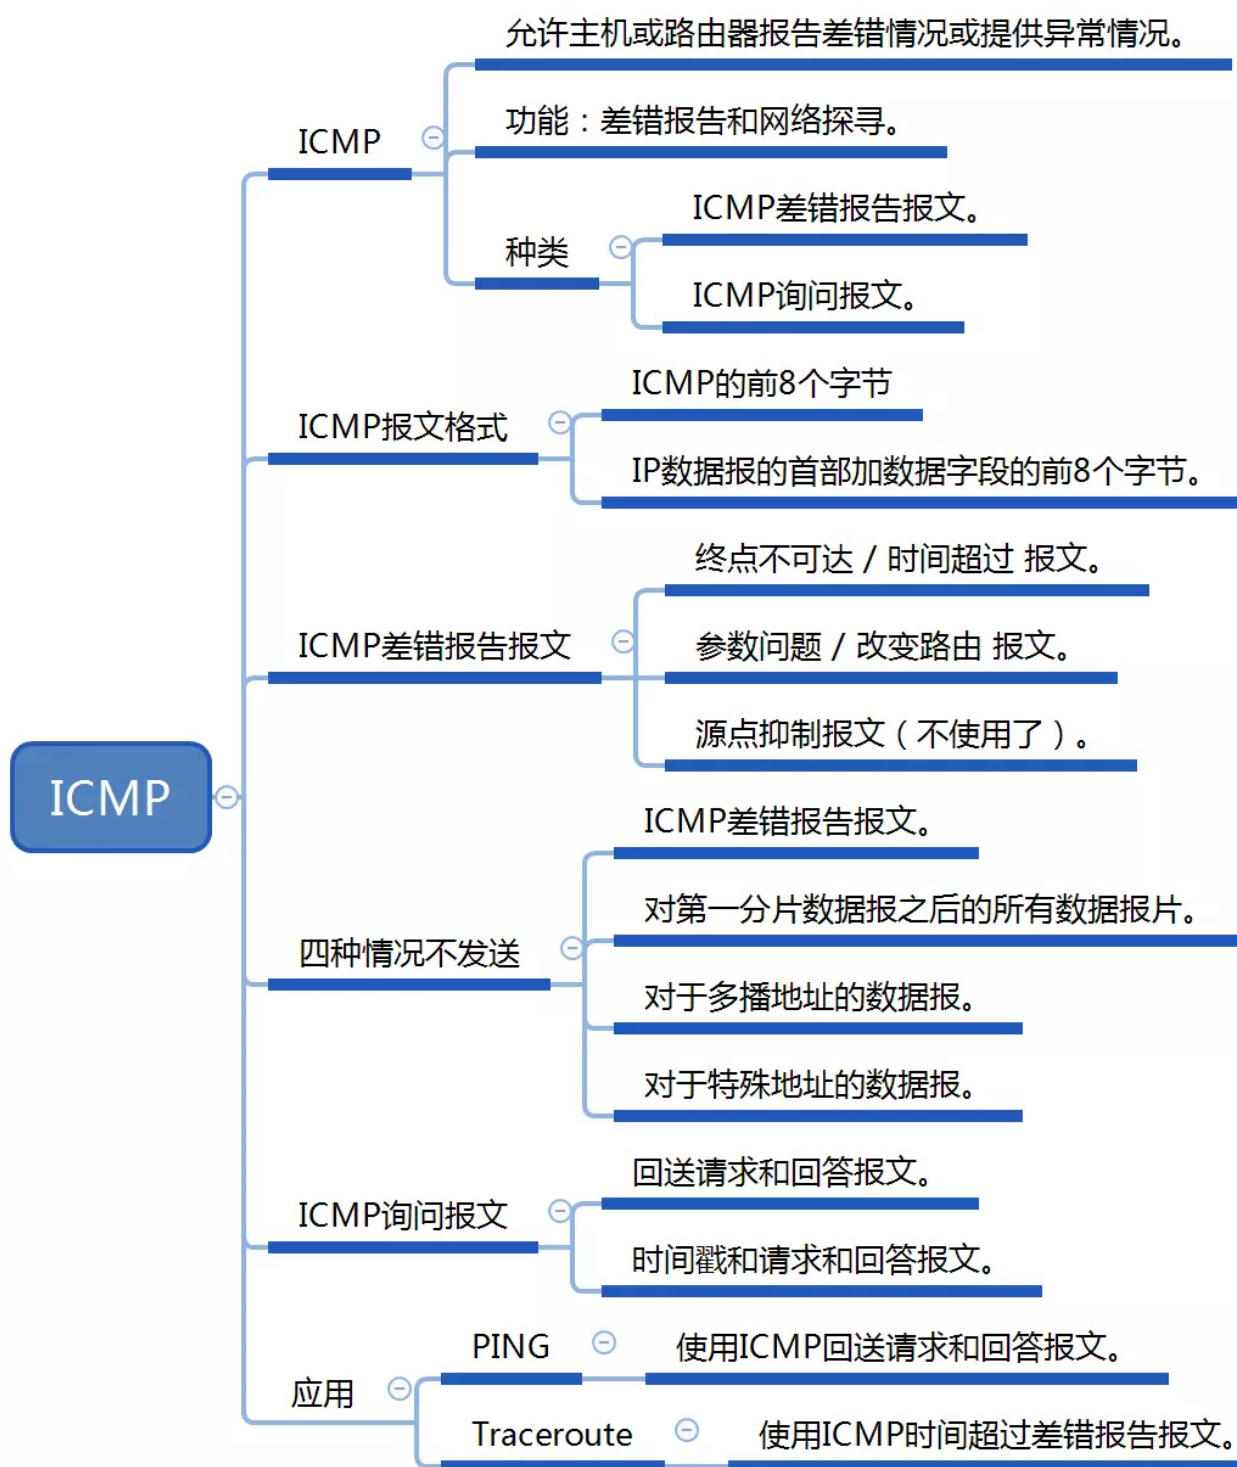 允许主机或路由器报告差错情况或提供异常情况。
ICMP
功能：差错报告和网络探寻。
种类
ICMP差错报告报文。
ICMP询问报文。
ICMP报文格式
ICMP的前8个字节
IP数据报的首部加数据字段的前8个字节。
ICMP差错报告报文
终点不可达 / 时间超过 报文。
参数问题 / 改变路由 报文。
源点抑制报文（不使用了）。
ICMP
四种情况不发送
ICMP差错报告报文。
对第一分片数据报之后的所有数据报片。
对于多播地址的数据报。
对于特殊地址的数据报。
ICMP询问报文
回送请求和回答报文。
时间戳和请求和回答报文。
应用
PING
使用ICMP回送请求和回答报文。
Traceroute
使用ICMP时间超过差错报告报文。